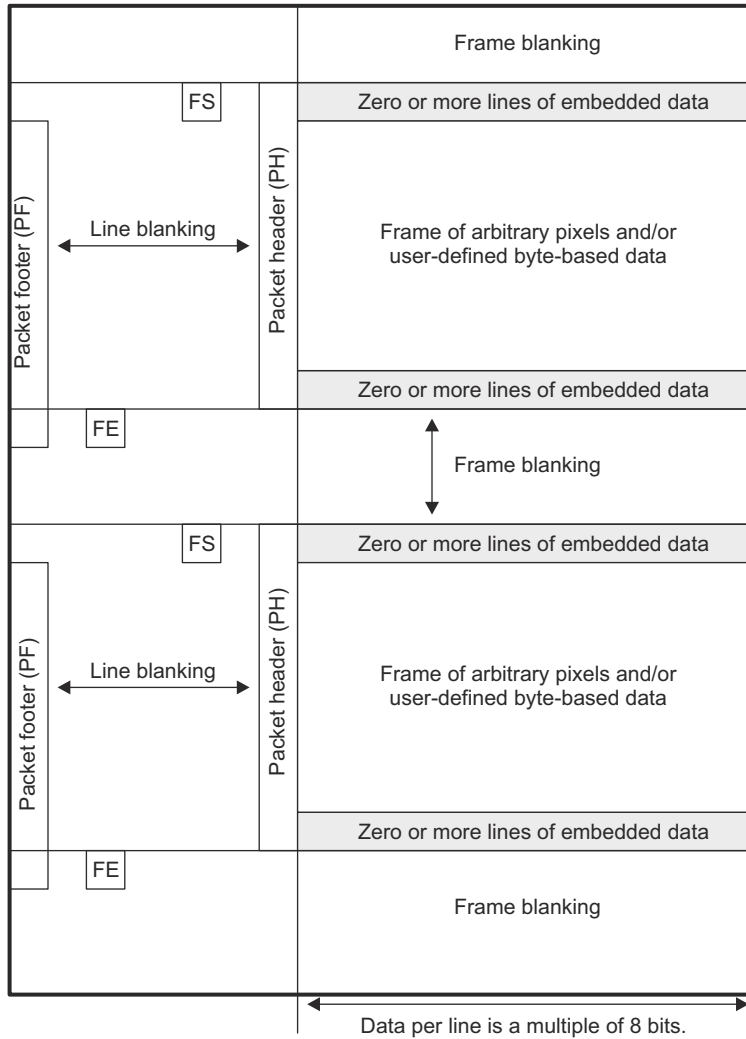 Frame blanking
FS
Zero or more lines of embedded data
Packet footer (PF)
Line blanking
Packet header (PH)
Frame of arbitrary pixels and/or
user-defined byte-based data
Zero or more lines of embedded data
FE
Frame blanking
FS
Zero or more lines of embedded data
Packet footer (PF)
Line blanking
Packet header (PH)
Frame of arbitrary pixels and/or
user-defined byte-based data
Zero or more lines of embedded data
FE
Frame blanking
Data per line is a multiple of 8 bits.